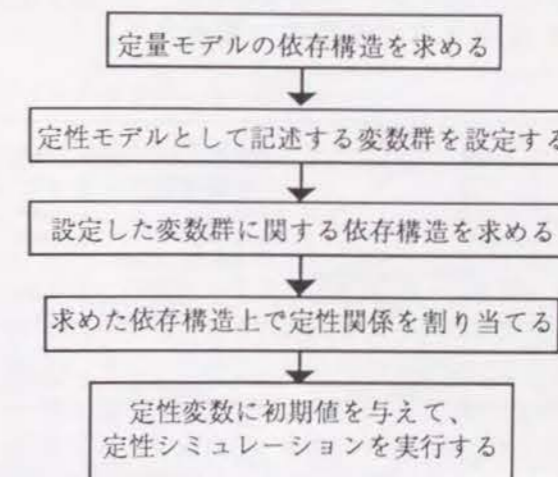 定量モデルの依存構造を求める
定性モデルとして記述する変数群を設定する
設定した変数群に関する依存構造を求める
求めた依存構造上で定性関係を割り当てる
定性変数に初期値を与えて、
定性シミュレーションを実行する